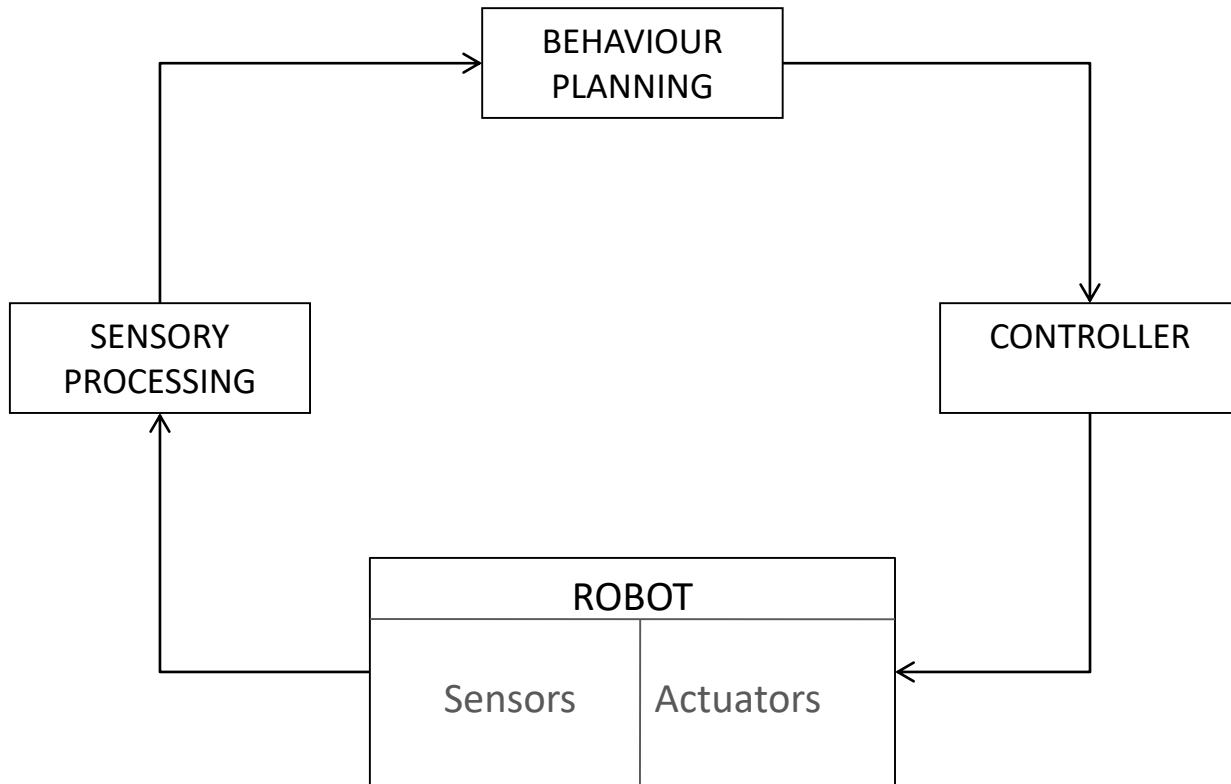 BEHAVIOUR
PLANNING
SENSORY
PROCESSING
CONTROLLER
ROBOT
Sensors
Actuators